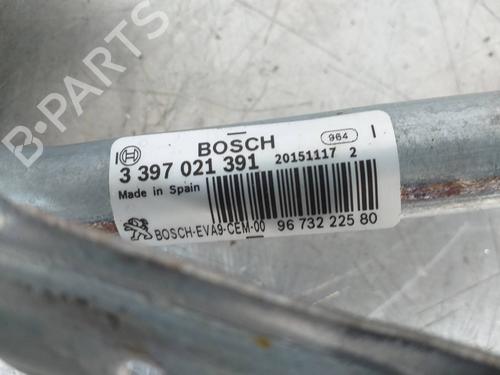 B-PARTS
BOSCH
964
3 397 021 391 20151117 2
Made in Spain
BOSCH-EVA9-CEM-00 96 732 225 80